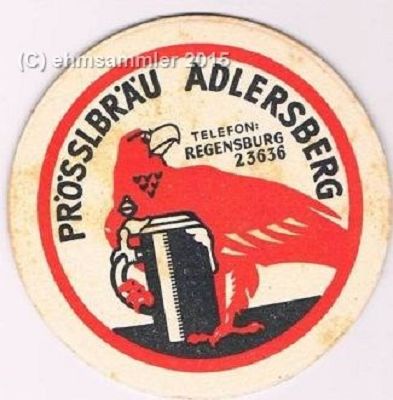 (C) ehmsammler 2015
PRÖSSLBRÄU ADLERSBERG
TELEFON:
REGENSBURG
23636